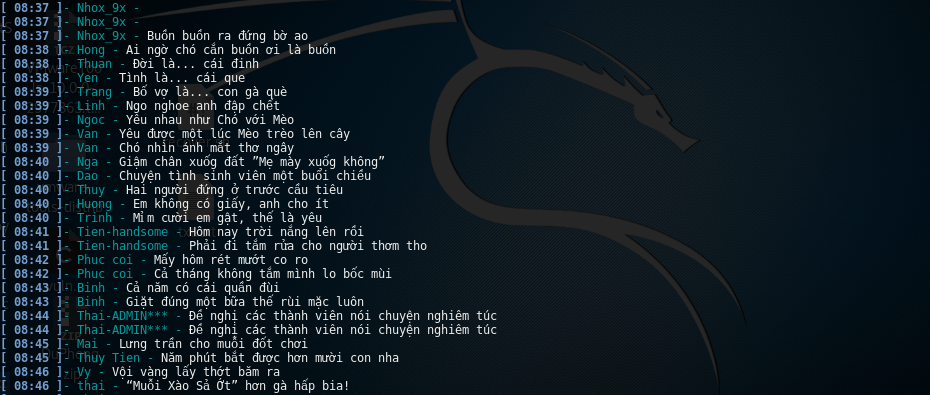 [ 08:37 ]- Nhox_9x -
[ 08:37 ]- Nhox_9x -
[ 08:37 ]- Nhox_9x - Buồn buồn ra đứng bờ ao
[ 08:38 ]- Hong - Ai ngờ chó cắn buồn ơi là buồn
[ 08:38 ]- Thuan - Đời là... cái đinh
[ 08:38 ]- Yen - Tình là... cái que
[ 08:39 ]- Trang - Bố vợ là... con gà què
[ 08:39 ]- Linh - Ngo nghoe anh đập chết
[ 08:39 ]- Ngoc - Yêu nhau như Chó với Mèo
[ 08:39 ]- Van - Yêu được một lúc Mèo trèo lên cây
[ 08:39 ]- Van - Chó nhìn ánh mắt thơ ngây
[ 08:40 ]- Nga - Giậm chân xuốg đất ”Mẹ mày xuốg không”
[ 08:40 ]- Dao - Chuyện tình sinh viên một buổi chiều
[ 08:40 ]- Thuy - Hai người đứng ở trước cầu tiêu
[ 08:40 ]- Huong - Em không có giấy, anh cho ít
[ 08:40 ]- Trinh - Mỉm cười em gật, thế là yêu
[ 08:41 ]- Tien-handsome - Hôm nay trời nắng lên rồi
[ 08:41 ]- Tien-handsome - Phải đi tắm rửa cho người thơm tho
[ 08:42 ]- Phuc coi - Mấy hôm rét mướt co ro
[ 08:42 ]- Phuc coi - Cả tháng không tắm mình lo bốc mùi
[ 08:43 ]- Binh - Cả năm có cái quần đùi
[ 08:43 ]- Binh - Giặt đúng một bữa thế rùi mặc luôn
[ 08:44 ]- Thai-ADMIN*** - Đề nghị các thành viên nói chuyện nghiêm túc
[ 08:44 ]- Thai-ADMIN*** - Đề nghị các thành viên nói chuyện nghiêm túc
[ 08:45 ]- Mai - Lưng trần cho muỗi đốt chơi
[ 08:45 ]- Thuy Tien - Năm phút bắt được hơn mười con nha
[ 08:46 ]- Vy - Vội vàng lấy thớt băm ra
[ 08:46 ]- thai - “Muỗi Xào Sả Ớt” hơn gà hấp bia!